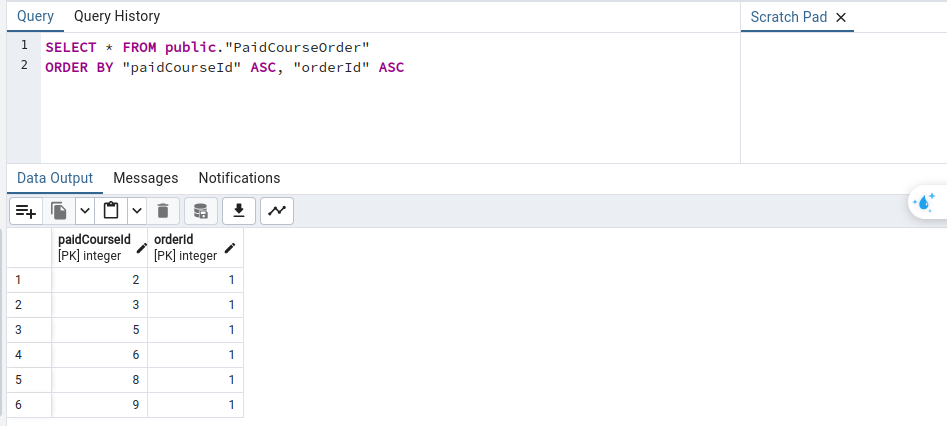 Query Query History
Scratch Pad
1 SELECT * FROM public."PaidCourseOrder"
2 ORDER BY "paidCourseId" ASC, "orderId" ASC
Data Output Messages Notifications
paidCourseId orderId
[PK] integer [PK] integer
1 2 1
2 3 1
3 5 1
4 6 1
5 8 1
6 9 1